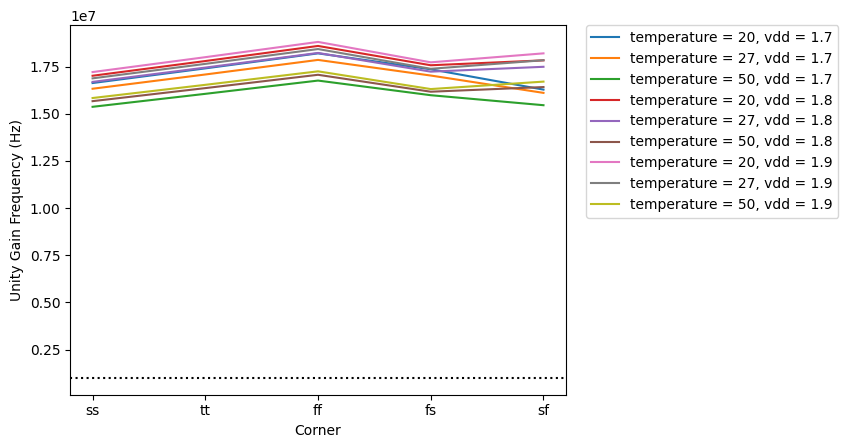 1e7
1.75
1.50
1.25
1.00
0.75
0.50
0.25
Unity Gain Frequency (Hz)
ss tt ff fs sf
Corner
temperature = 20, vdd = 1.7
temperature = 27, vdd = 1.7
temperature = 50, vdd = 1.7
temperature = 20, vdd = 1.8
temperature = 27, vdd = 1.8
temperature = 50, vdd = 1.8
temperature = 20, vdd = 1.9
temperature = 27, vdd = 1.9
temperature = 50, vdd = 1.9